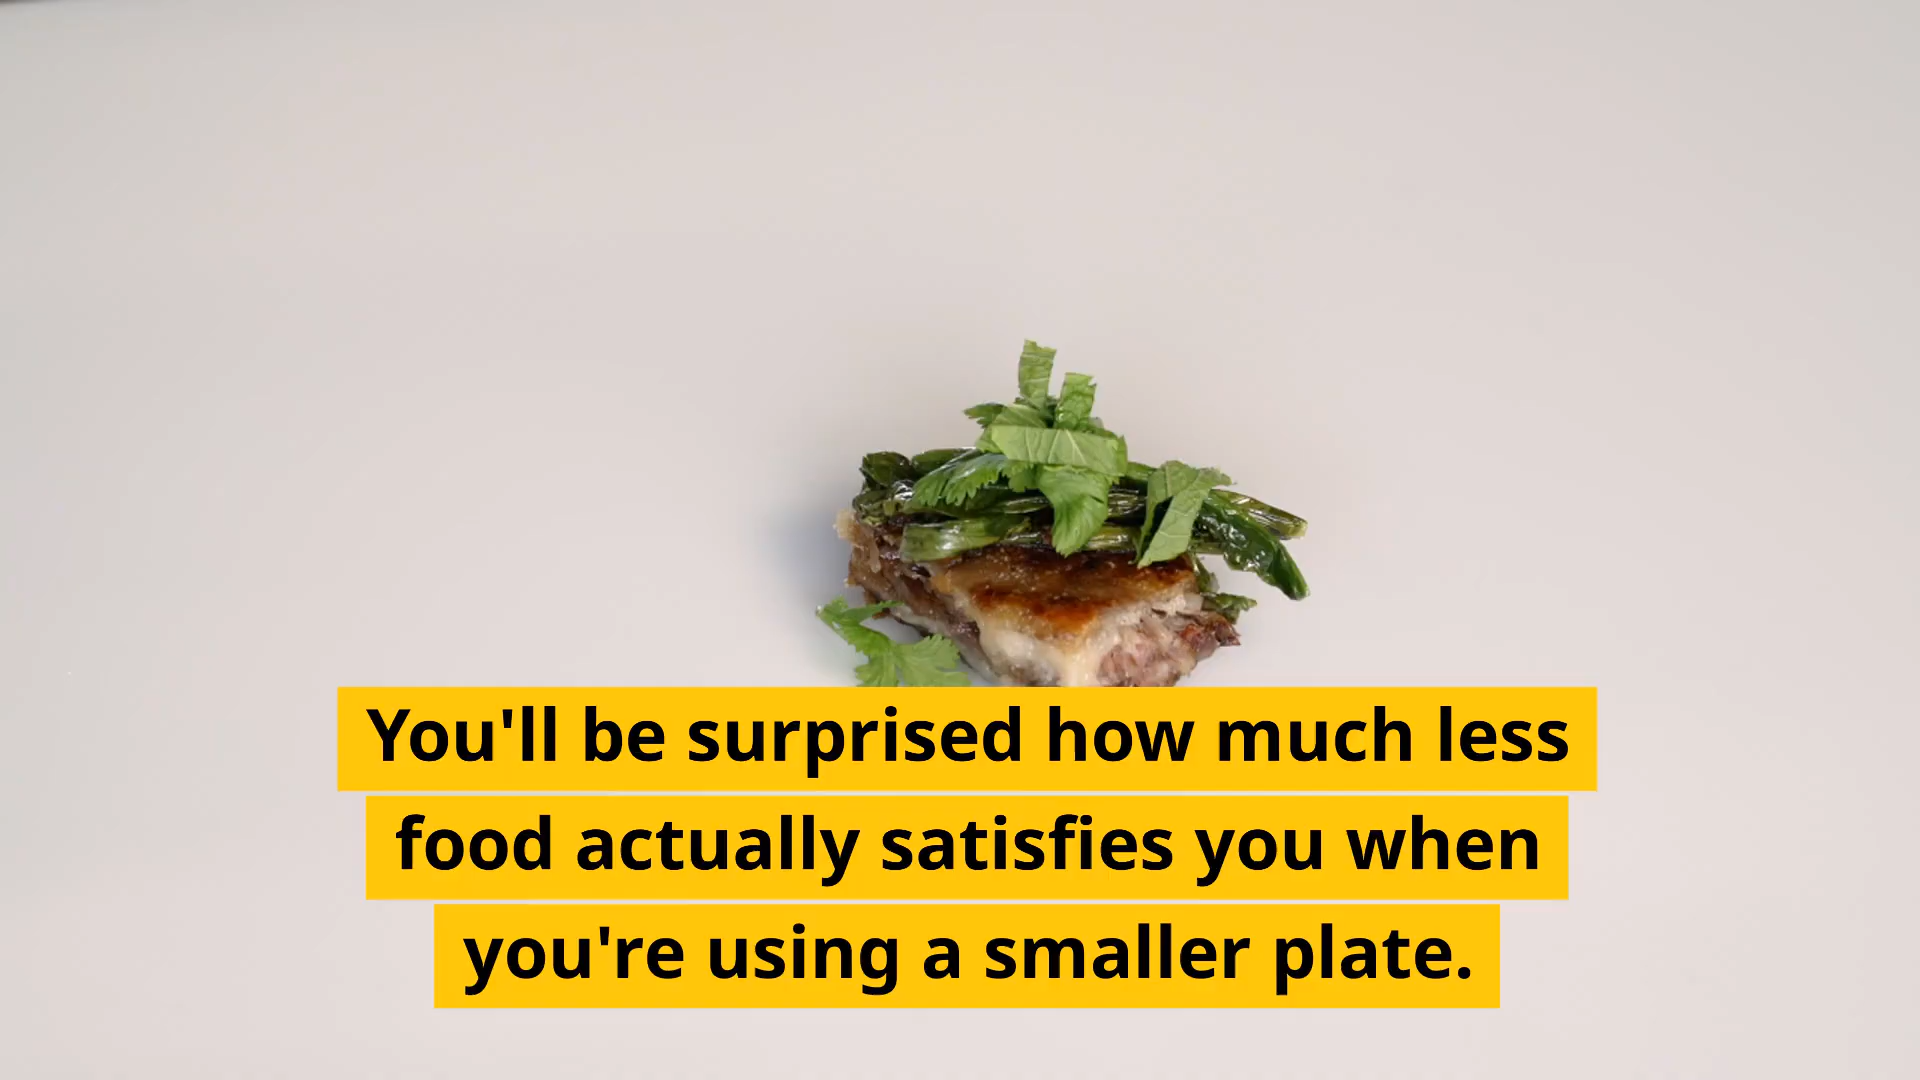 You'll be surprised how much less
food actually satisfies you when
you're using a smaller plate.